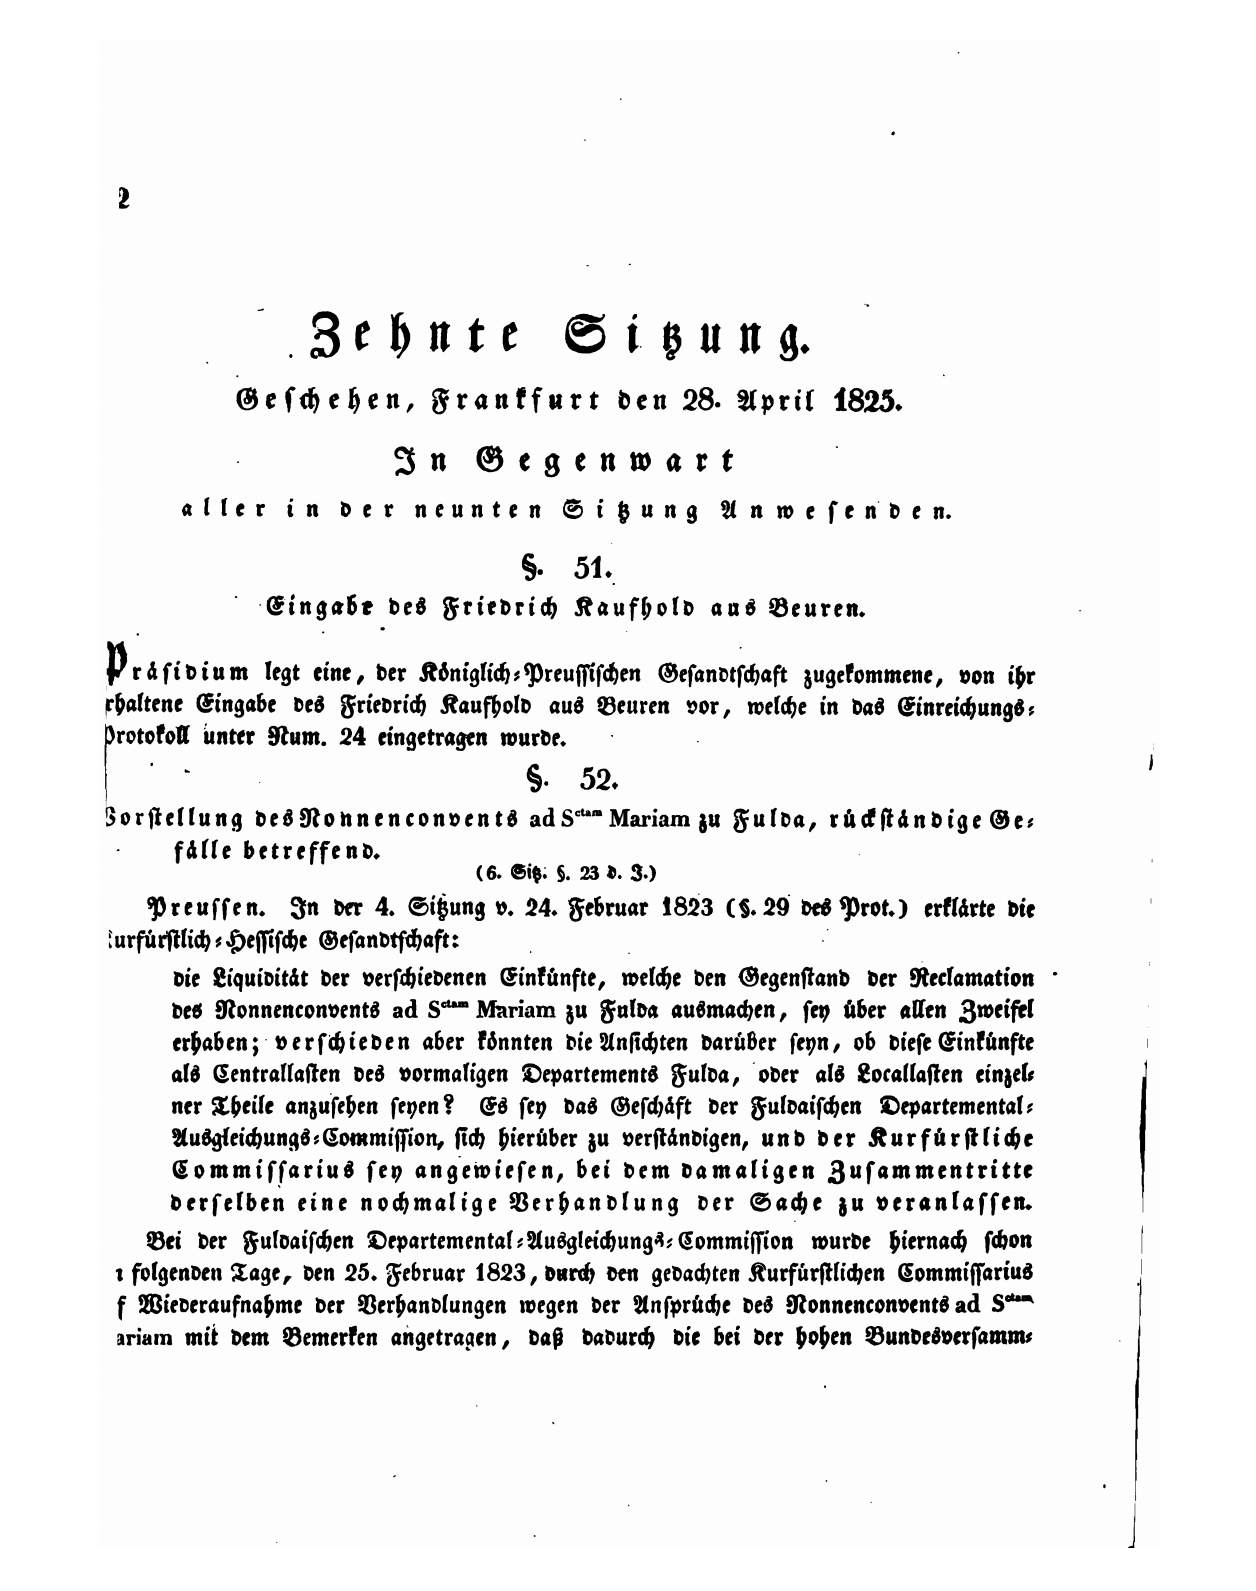 2
Zehnte Sitzung.
Geschehen, Frankfurt den 28. April 1825.
In Gegenwart
aller in der neunten Sitzung Anwesenden.
§. 51.
Eingabe des Friedrich Kaufhold aus Beuren.
Präsidium legt eine, der Königlich-Preussischen Gesandtschaft zugekommene, von ihr
rhaltene Eingabe des Friedrich Kaufhold aus Beuren vor, welche in das Einreichungs-
Protokoll unter Num. 24 eingetragen wurde.
§. 52.
Vorstellung des Nonnenconvents ad Sctam Mariam zu Fulda, rückständige Ge-
fälle betreffend.
(6. Sitz. §. 23 d. J.)
Preussen. In der 4. Sitzung v. 24. Februar 1823 (§. 29 des Prot.) erklärte die
urfürstlich-Hessische Gesandtschaft:
die Liquidität der verschiedenen Einkünfte, welche den Gegenstand der Reclamation
des Nonnenconvents ad Sctam Mariam zu Fulda ausmachen, sey über allen Zweifel
erhaben; verschieden aber könnten die Ansichten darüber seyn, ob diese Einkünfte
als Centrallasten des vormaligen Departements Fulda, oder als Locallasten einzel-
ner Theile anzusehen seyen? Es sey das Geschäft der Fuldaischen Departemental-
Ausgleichungs-Commission, sich hierüber zu verständigen, und der Kurfürstliche
Commissarius sey angewiesen, bei dem damaligen Zusammentritte
derselben eine nochmalige Verhandlung der Sache zu veranlassen.
Bei der Fuldaischen Departemental-Ausgleichungs-Commission wurde hiernach schon
folgenden Tage, den 25. Februar 1823, durch den gedachten Kurfürstlichen Commissarius
f Wiederaufnahme der Verhandlungen wegen der Ansprüche des Nonnenconvents ad Sctam
ariam mit dem Bemerken angetragen, daß dadurch die bei der hohen Bundesversamm-